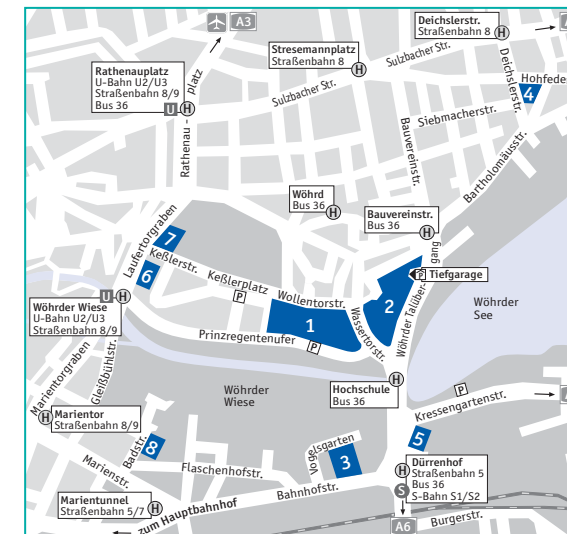 Deichslerstr.
Straßenbahn 8
H
A3
Stresemannplatz
Straßenbahn 8
H
Sulzbacher Str.
Rathenauplatz
U-Bahn U2/U3
Straßenbahn 8/9
Bus 36
U H
Rathenau - platz
Sulzbacher Str.
Deichslerstr.
Hohfede
4
Siebmacherstr.
Bauvereinstr.
Bartholomäusstr.
Wöhrd
Bus 36
H
Bauvereinstr.
Bus 36
H
Laufertorgraben
7
6
Keßlerstr.
Keßlerplatz
P
Wollentorstr.
1
2
P Tiefgarage
Wöhrder Talüber-
gang
Wassertorstr.
Wöhrder
See
Wöhrder Wiese
U-Bahn U2/U3
Straßenbahn 8/9
U H
Prinzregentenufer
P
Marientorgraben
Gleißbühlstr.
Wöhrder
Wiese
Hochschule
Bus 36
H
P
Kressengartenstr.
Marientor
Straßenbahn 8/9
H
Badstr.
8
5
Vogelsgarten
3
Marienstr.
Flaschenhofstr.
Bahnhofstr.
Dürrenhof
Straßenbahn 5
Bus 36
S-Bahn S1/S2
H
S
Marientunnel
Straßenbahn 5/7
H
zum Hauptbahnhof
A6
Burgerstr.